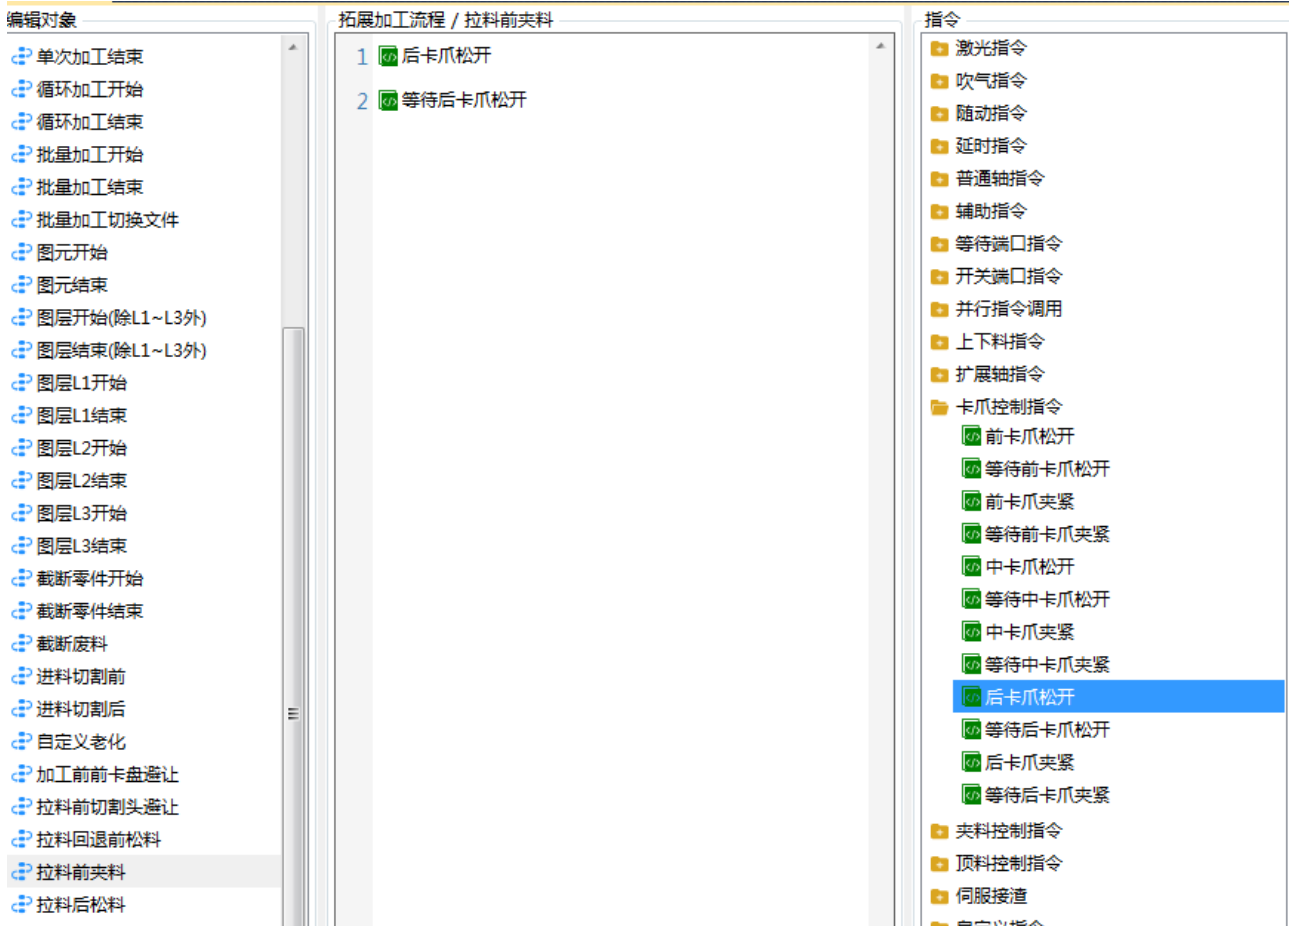 编辑对象
单次加工结束
循环加工开始
循环加工结束
批量加工开始
批量加工结束
批量加工切换文件
图元开始
图元结束
图层开始(除L1~L3外)
图层结束(除L1~L3外)
图层L1开始
图层L1结束
图层L2开始
图层L2结束
图层L3开始
图层L3结束
截断零件开始
截断零件结束
截断废料
进料切割前
进料切割后
自定义老化
加工前前卡盘避让
拉料前切割头避让
拉料回退前松料
拉料前夹料
拉料后松料
拓展加工流程 / 拉料前夹料
1 后卡爪松开
2 等待后卡爪松开
指令
激光指令
吹气指令
随动指令
延时指令
普通轴指令
辅助指令
等待端口指令
开关端口指令
并行指令调用
上下料指令
扩展轴指令
卡爪控制指令
前卡爪松开
等待前卡爪松开
前卡爪夹紧
等待前卡爪夹紧
中卡爪松开
等待中卡爪松开
中卡爪夹紧
等待中卡爪夹紧
后卡爪松开
等待后卡爪松开
后卡爪夹紧
等待后卡爪夹紧
夹料控制指令
顶料控制指令
伺服接渣
自定义指令